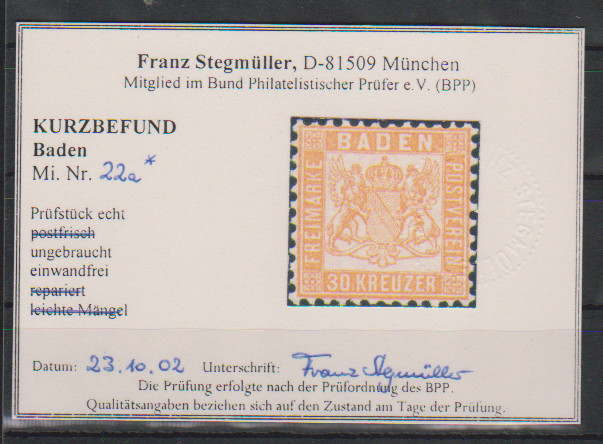 Franz Stegmüller, D-81509 München
Mitglied im Bund Philatelistischer Prüfer e.V. (BPP)
KURZBEFUND
Baden
Mi. Nr. 22a*
Prüfstück echt
postfrisch
ungebraucht
einwandfrei
repariert
leichte Mängel
BADEN
FREIMARKE
POSTVEREIN
30 KREUZER
Datum: 23.10.02 Unterschrift: Franz Stegmüller
Die Prüfung erfolgte nach der Prüfordnung des BPP.
Qualitätsangaben beziehen sich auf den Zustand am Tage der Prüfung.